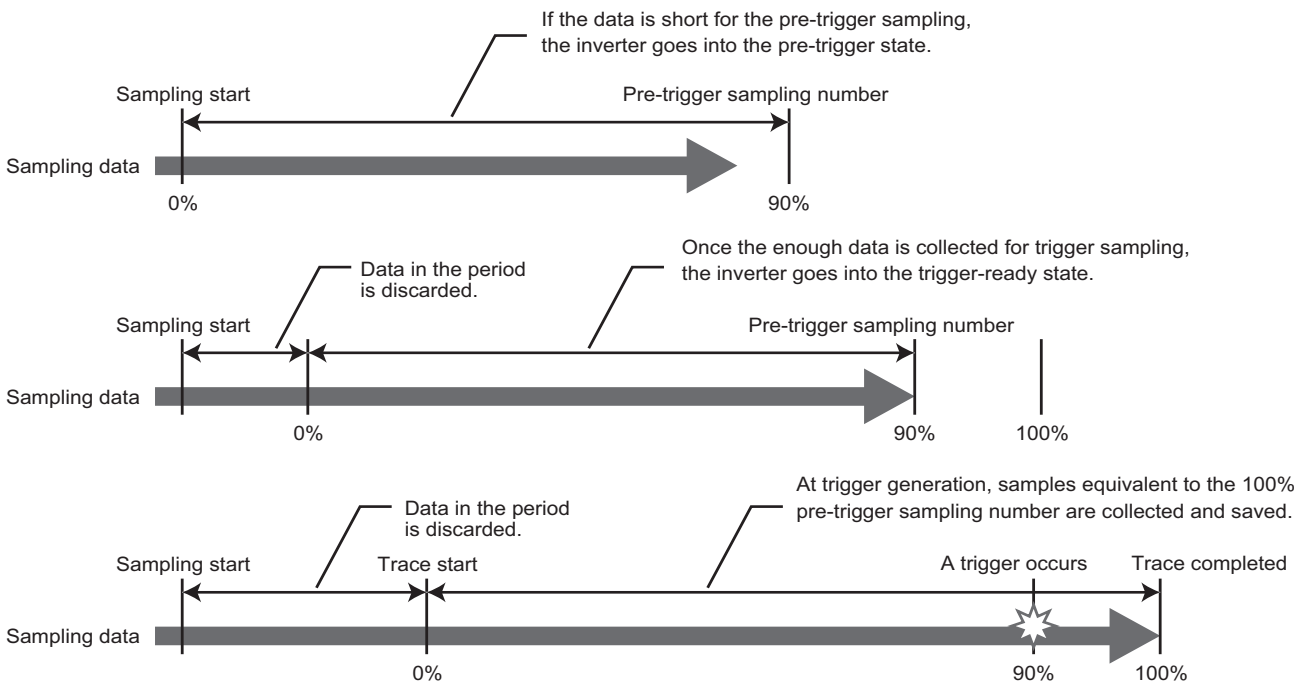 If the data is short for the pre-trigger sampling,
the inverter goes into the pre-trigger state.
Sampling start
Pre-trigger sampling number
Sampling data
0%
90%
Once the enough data is collected for trigger sampling,
the inverter goes into the trigger-ready state.
Data in the period
is discarded.
Sampling start
Pre-trigger sampling number
Sampling data
0%
90%
100%
At trigger generation, samples equivalent to the 100%
pre-trigger sampling number are collected and saved.
Data in the period
is discarded.
Sampling start
Trace start
A trigger occurs
Trace completed
Sampling data
0%
90%
100%